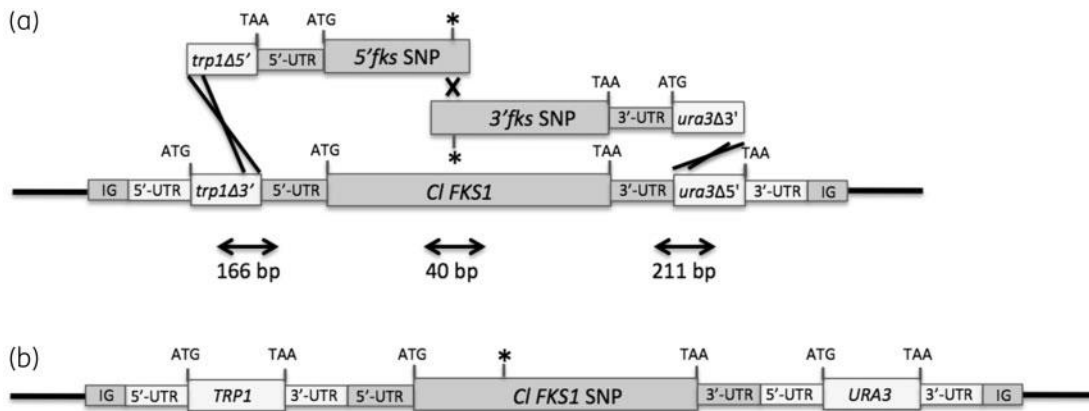 (a)
TAA ATG *
trp1Δ5' 5'-UTR 5'fks SNP
TAA ATG
3'fks SNP 3'-UTR ura3Δ3'
*
ATG ATG TAA TAA
IG 5'-UTR trp1Δ3' 5'-UTR Cl FKS1 3'-UTR ura3Δ5' 3'-UTR IG
166 bp 40 bp 211 bp
(b)
ATG TAA ATG * TAA ATG TAA
IG 5'-UTR TRP1 3'-UTR 5'-UTR Cl FKS1 SNP 3'-UTR 5'-UTR URA3 3'-UTR IG